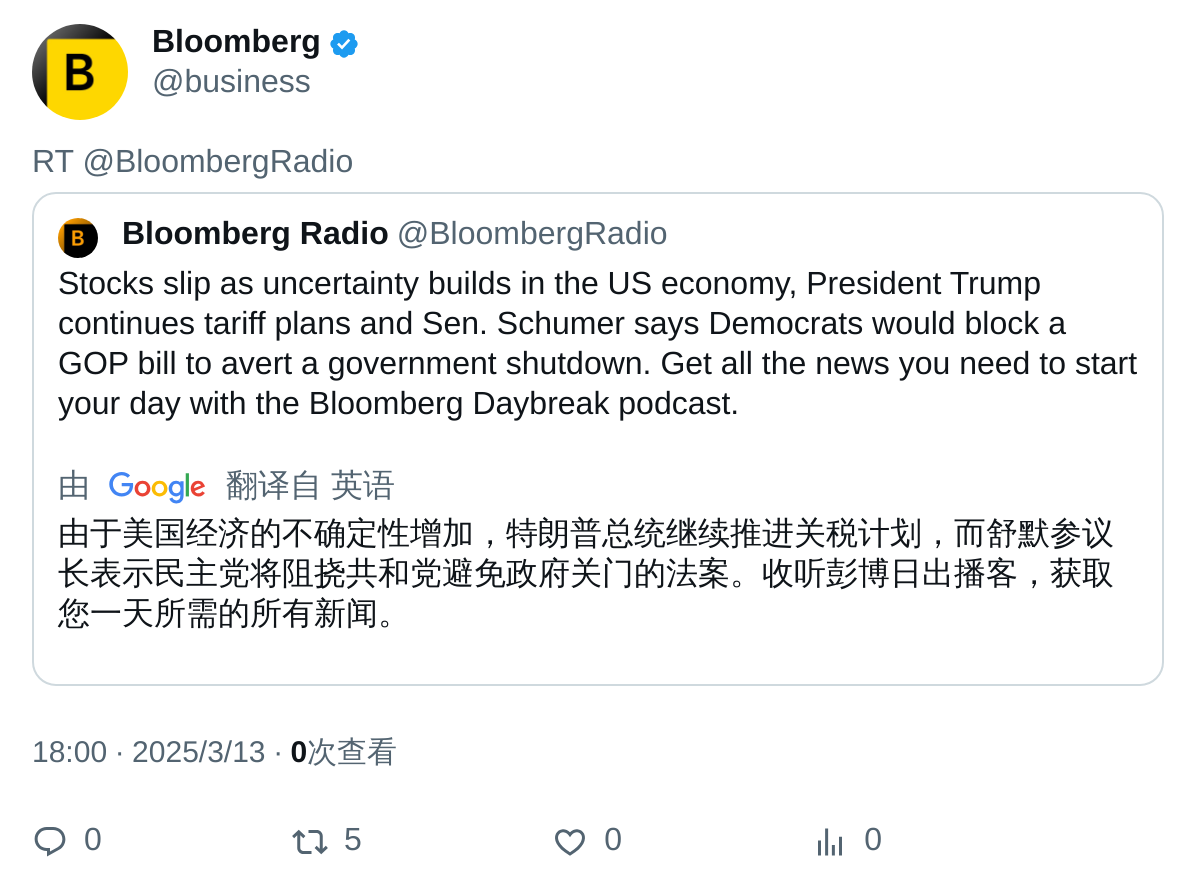 B
Bloomberg
@business
RT @BloombergRadio
B
Bloomberg Radio @BloombergRadio
Stocks slip as uncertainty builds in the US economy, President Trump
continues tariff plans and Sen. Schumer says Democrats would block a
GOP bill to avert a government shutdown. Get all the news you need to start
your day with the Bloomberg Daybreak podcast.
由 Google 翻译自 英语
由于美国经济的不确定性增加，特朗普总统继续推进关税计划，而舒默参议
长表示民主党将阻挠共和党避免政府关门的法案。收听彭博日出播客，获取
您一天所需的所有新闻。
18:00 · 2025/3/13 · 0次查看
0 5 0 0